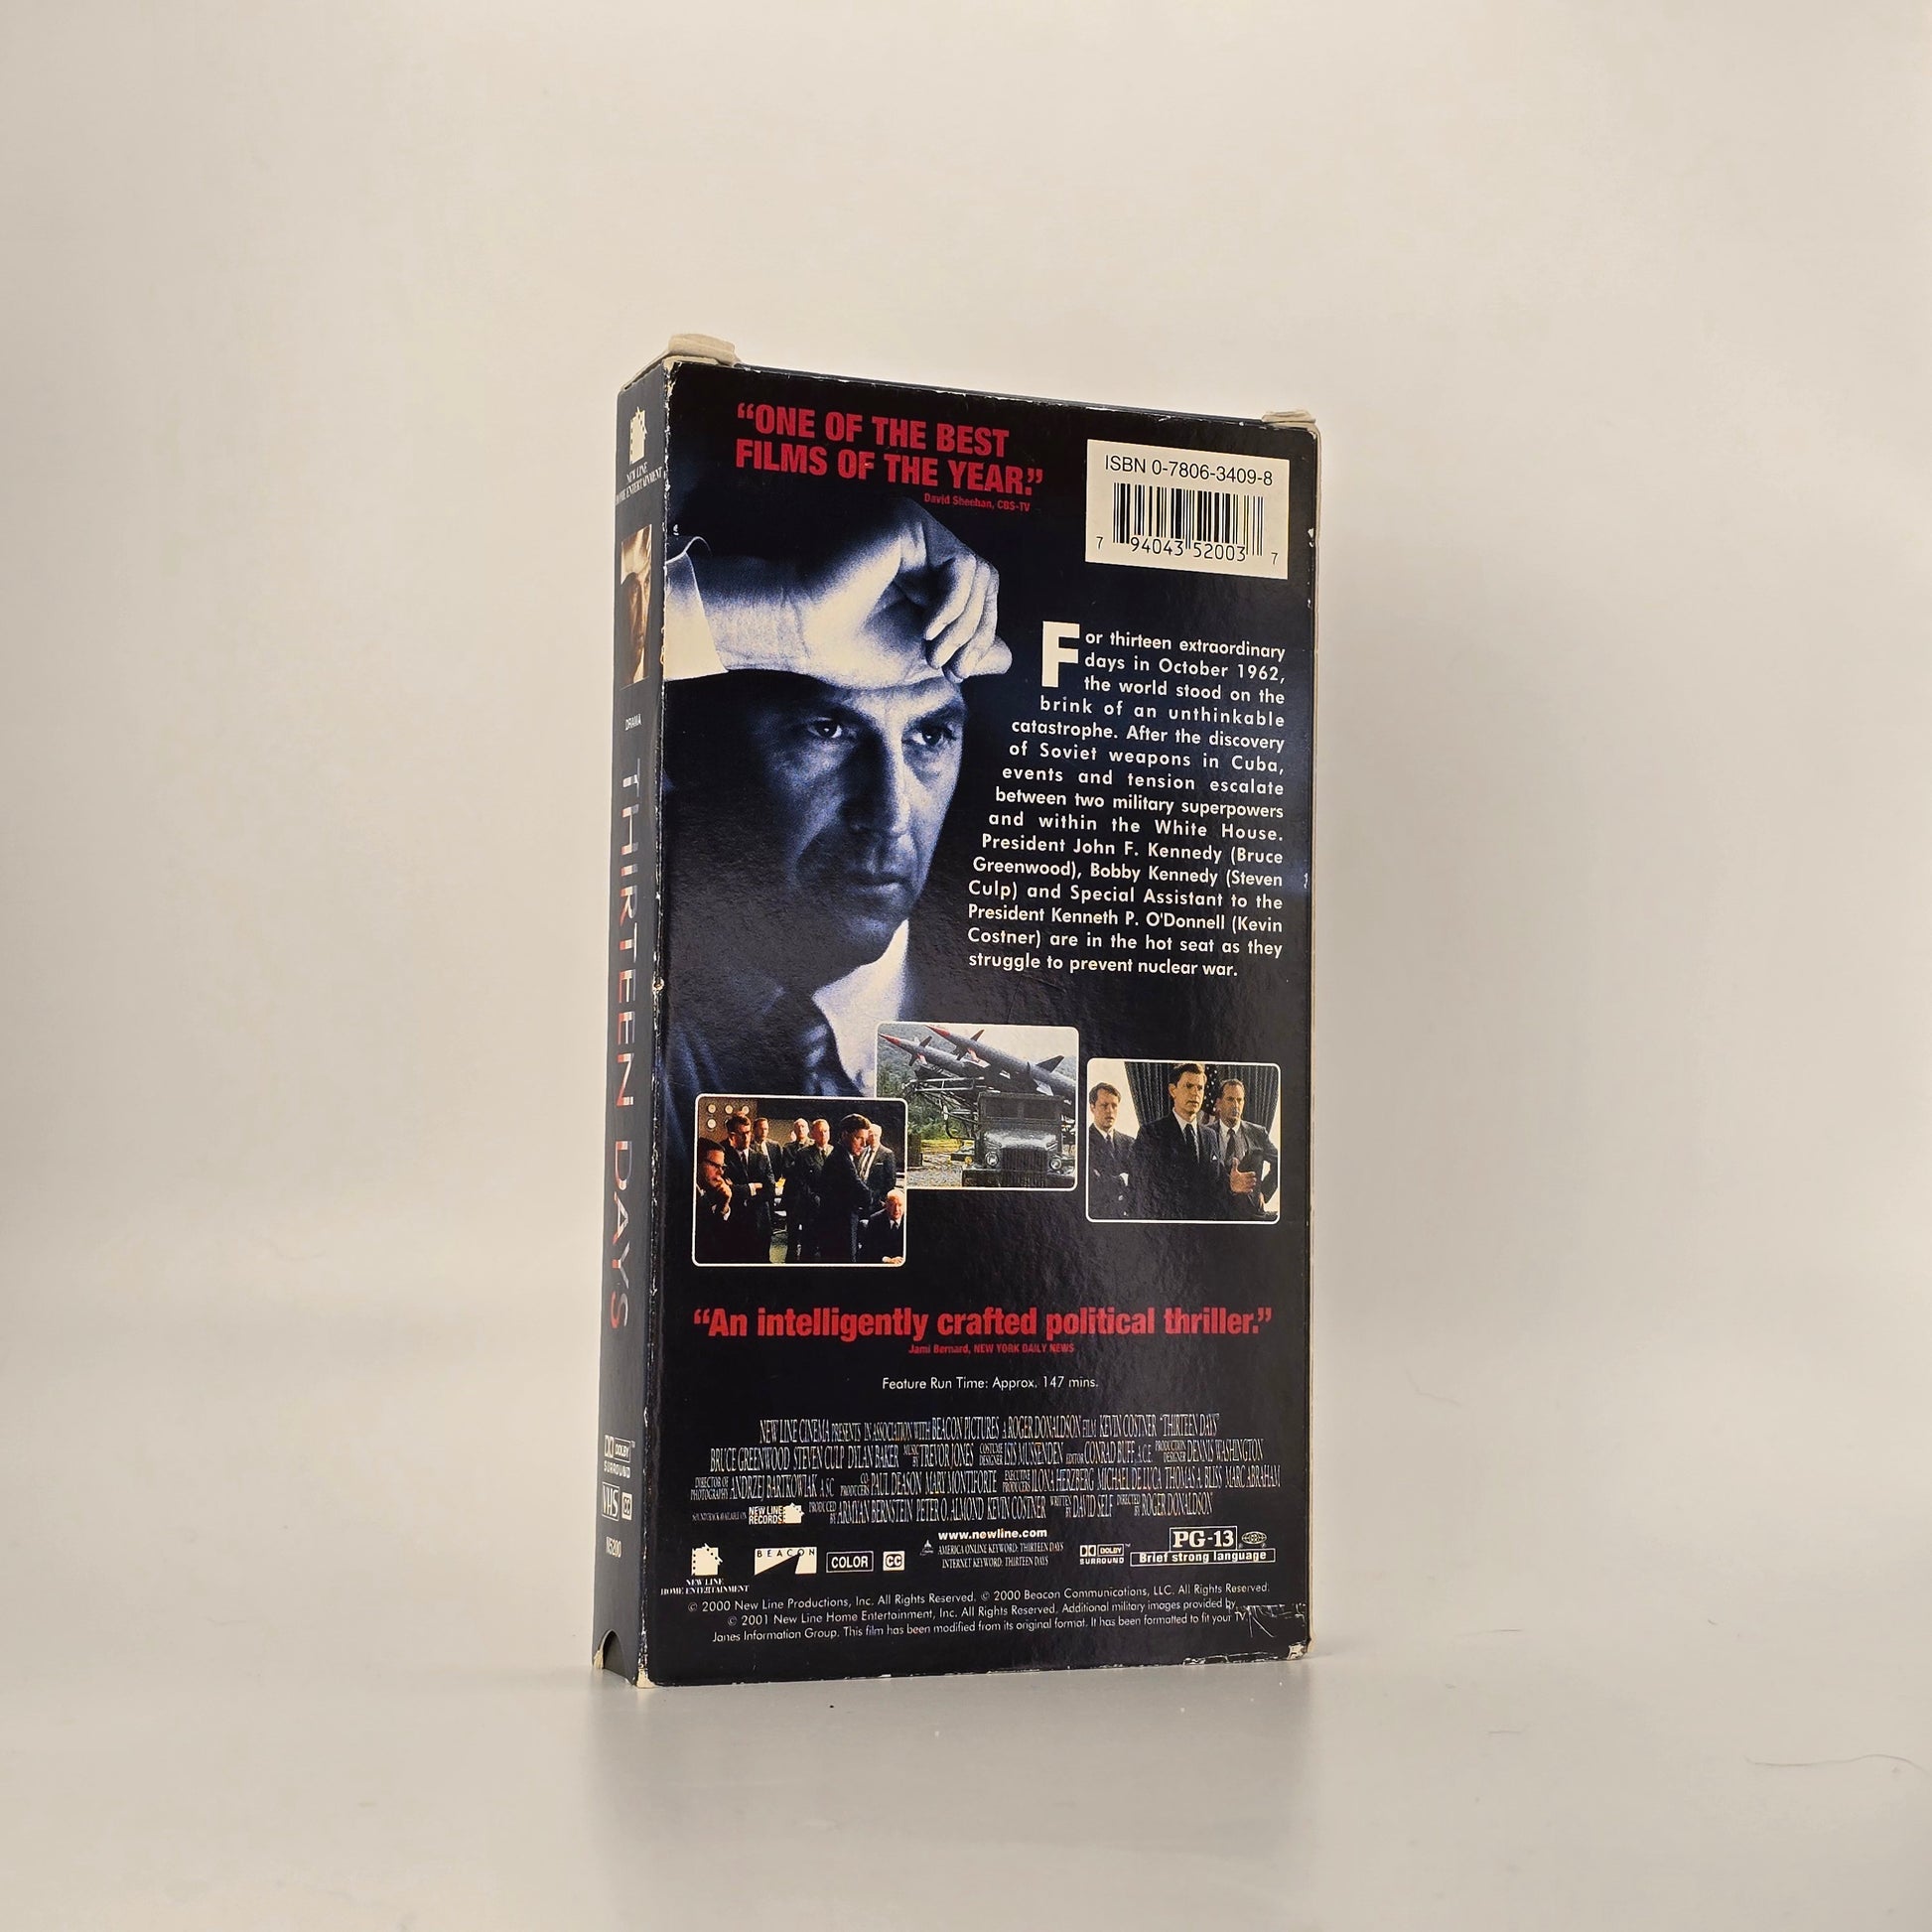 NEW LINE
HOME ENTERTAINMENT
DRAMA
THIRTEEN DAYS
DOLBY
SURROUND
VHS CC
N5200
“ONE OF THE BEST
FILMS OF THE YEAR.”
David Sheehan, CBS-TV
ISBN 0-7806-3409-8
7 94043 52003 7
For thirteen extraordinary
days in October 1962,
the world stood on the
brink of an unthinkable
catastrophe. After the discovery
of Soviet weapons in Cuba,
events and tension escalate
between two military superpowers
and within the White House.
President John F. Kennedy (Bruce
Greenwood), Bobby Kennedy (Steven
Culp) and Special Assistant to the
President Kenneth P. O'Donnell (Kevin
Costner) are in the hot seat as they
struggle to prevent nuclear war.
“An intelligently crafted political thriller.”
Jami Bernard, NEW YORK DAILY NEWS
Feature Run Time: Approx. 147 mins.
NEW LINE CINEMA PRESENTS IN ASSOCIATION WITH BEACON PICTURES A ROGER DONALDSON FILM KEVIN COSTNER "THIRTEEN DAYS"
BRUCE GREENWOOD STEVEN CULP DYLAN BAKER MUSIC BY TREVOR JONES COSTUME DESIGNER ISIS MUSSENDEN EDITOR CONRAD BUFF A.C.E. PRODUCTION DESIGNER DENNIS WASHINGTON
DIRECTOR OF PHOTOGRAPHY ANDRZEJ BARTKOWIAK A.S.C. CO-PRODUCERS PAUL DEASON MARY MONTIFORTE EXECUTIVE PRODUCERS ILONA HERZBERG MICHAEL DE LUCA THOMAS A. BLISS MARC ABRAHAM
SOUNDTRACK AVAILABLE ON NEW LINE RECORDS PRODUCED BY ARMYAN BERNSTEIN PETER O. ALMOND KEVIN COSTNER WRITTEN BY DAVID SELF DIRECTED BY ROGER DONALDSON
www.newline.com
AMERICA ONLINE KEYWORD: THIRTEEN DAYS
INTERNET KEYWORD: THIRTEEN DAYS
NEW LINE
HOME ENTERTAINMENT
BEACON
COLOR
CC
DOLBY
SURROUND
PG-13
Brief strong language
© 2000 New Line Productions, Inc. All Rights Reserved. © 2000 Beacon Communications, LLC. All Rights Reserved.
© 2001 New Line Home Entertainment, Inc. All Rights Reserved. Additional military images provided by
Janes Information Group. This film has been modified from its original format. It has been formatted to fit your TV.